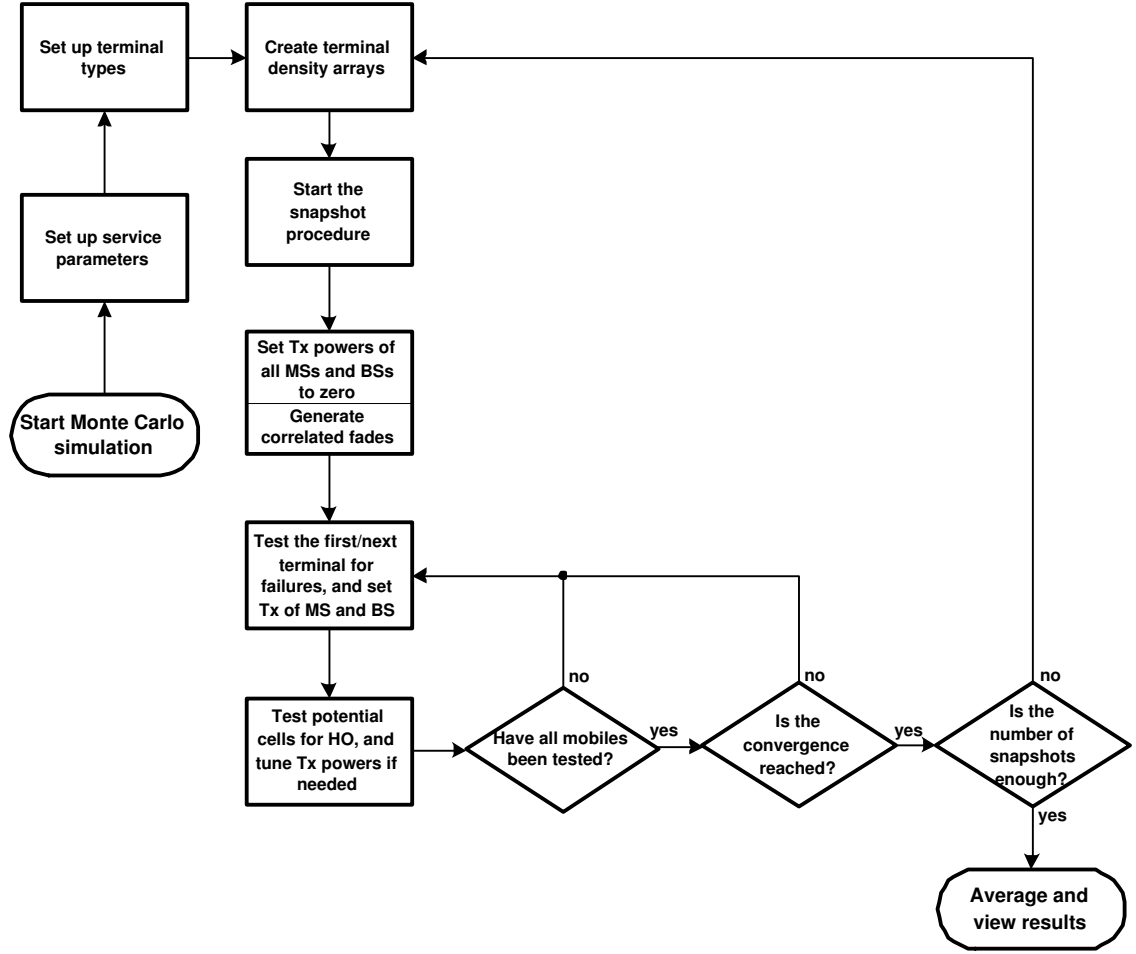 Set up terminal
types
Create terminal
density arrays
Set up service
parameters
Start the
snapshot
procedure
Start Monte Carlo
simulation
Set Tx powers of
all MSs and BSs
to zero
Generate
correlated fades
Test the first/next
terminal for
failures, and set
Tx of MS and BS
Test potential
cells for HO, and
tune Tx powers if
needed
no
Have all mobiles
been tested?
yes
no
Is the
convergence
reached?
yes
no
Is the
number of
snapshots
enough?
yes
Average and
view results